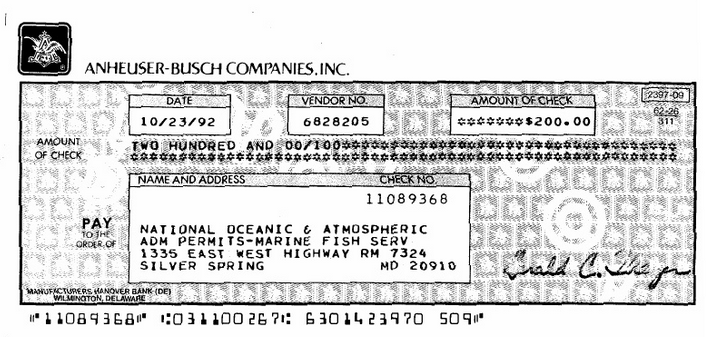 ANHEUSER-BUSCH COMPANIES, INC.
DATE VENDOR NO. AMOUNT OF CHECK 2397-09
10/23/92 6828205 *******$200.00 62-26
311
AMOUNT OF CHECK
TWO HUNDRED AND 00/100**********************************
NAME AND ADDRESS CHECK NO.
11089368
PAY
TO THE
ORDER OF
NATIONAL OCEANIC & ATMOSPHERIC
ADM PERMITS-MARINE FISH SERV
1335 EAST WEST HIGHWAY RM 7324
SILVER SPRING MD 20910
MANUFACTURERS HANOVER BANK (DE)
WILMINGTON, DELAWARE
⑈11089368⑈ ⑆031100267⑆ 6301423970 509⑈